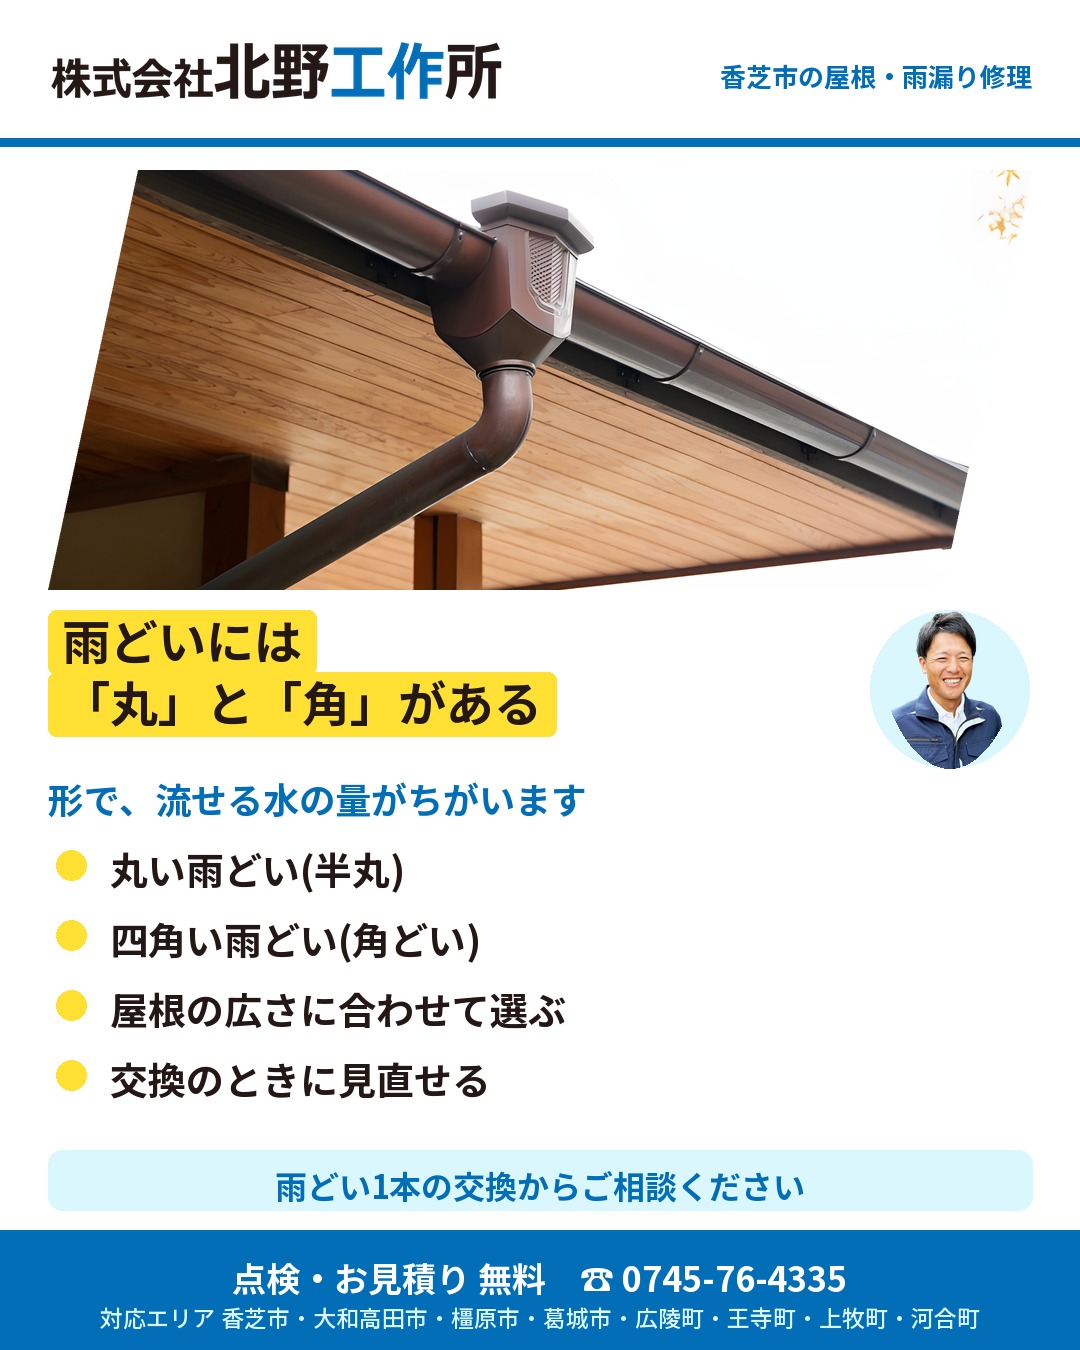 株式会社北野工作所
香芝市の屋根・雨漏り修理
雨どいには
「丸」と「角」がある
形で、流せる水の量がちがいます
丸い雨どい(半丸)
四角い雨どい(角どい)
屋根の広さに合わせて選ぶ
交換のときに見直せる
雨どい1本の交換からご相談ください
点検・お見積り 無料 ☎ 0745-76-4335
対応エリア 香芝市・大和高田市・橿原市・葛城市・広陵町・王寺町・上牧町・河合町